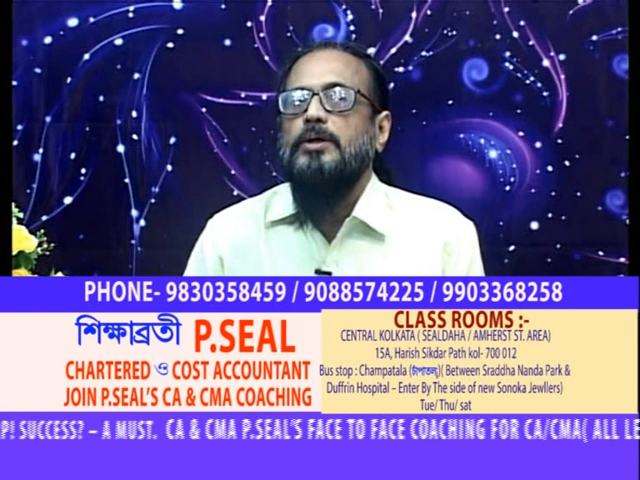 PHONE- 9830358459 / 9088574225 / 9903368258
শিক্ষাব্রতী P.SEAL
CHARTERED ও COST ACCOUNTANT
JOIN P.SEAL'S CA & CMA COACHING
CLASS ROOMS :-
CENTRAL KOLKATA ( SEALDAHA / AMHERST ST. AREA)
15A, Harish Sikdar Path kol- 700 012
Bus stop : Champatala (চাঁপাতলা)( Between Sraddha Nanda Park &
Duffrin Hospital – Enter By The side of new Sonoka Jewllers)
Tue/ Thu/ sat
P! SUCCESS? – A MUST. CA & CMA P.SEAL'S FACE TO FACE COACHING FOR CA/CMA( ALL LE